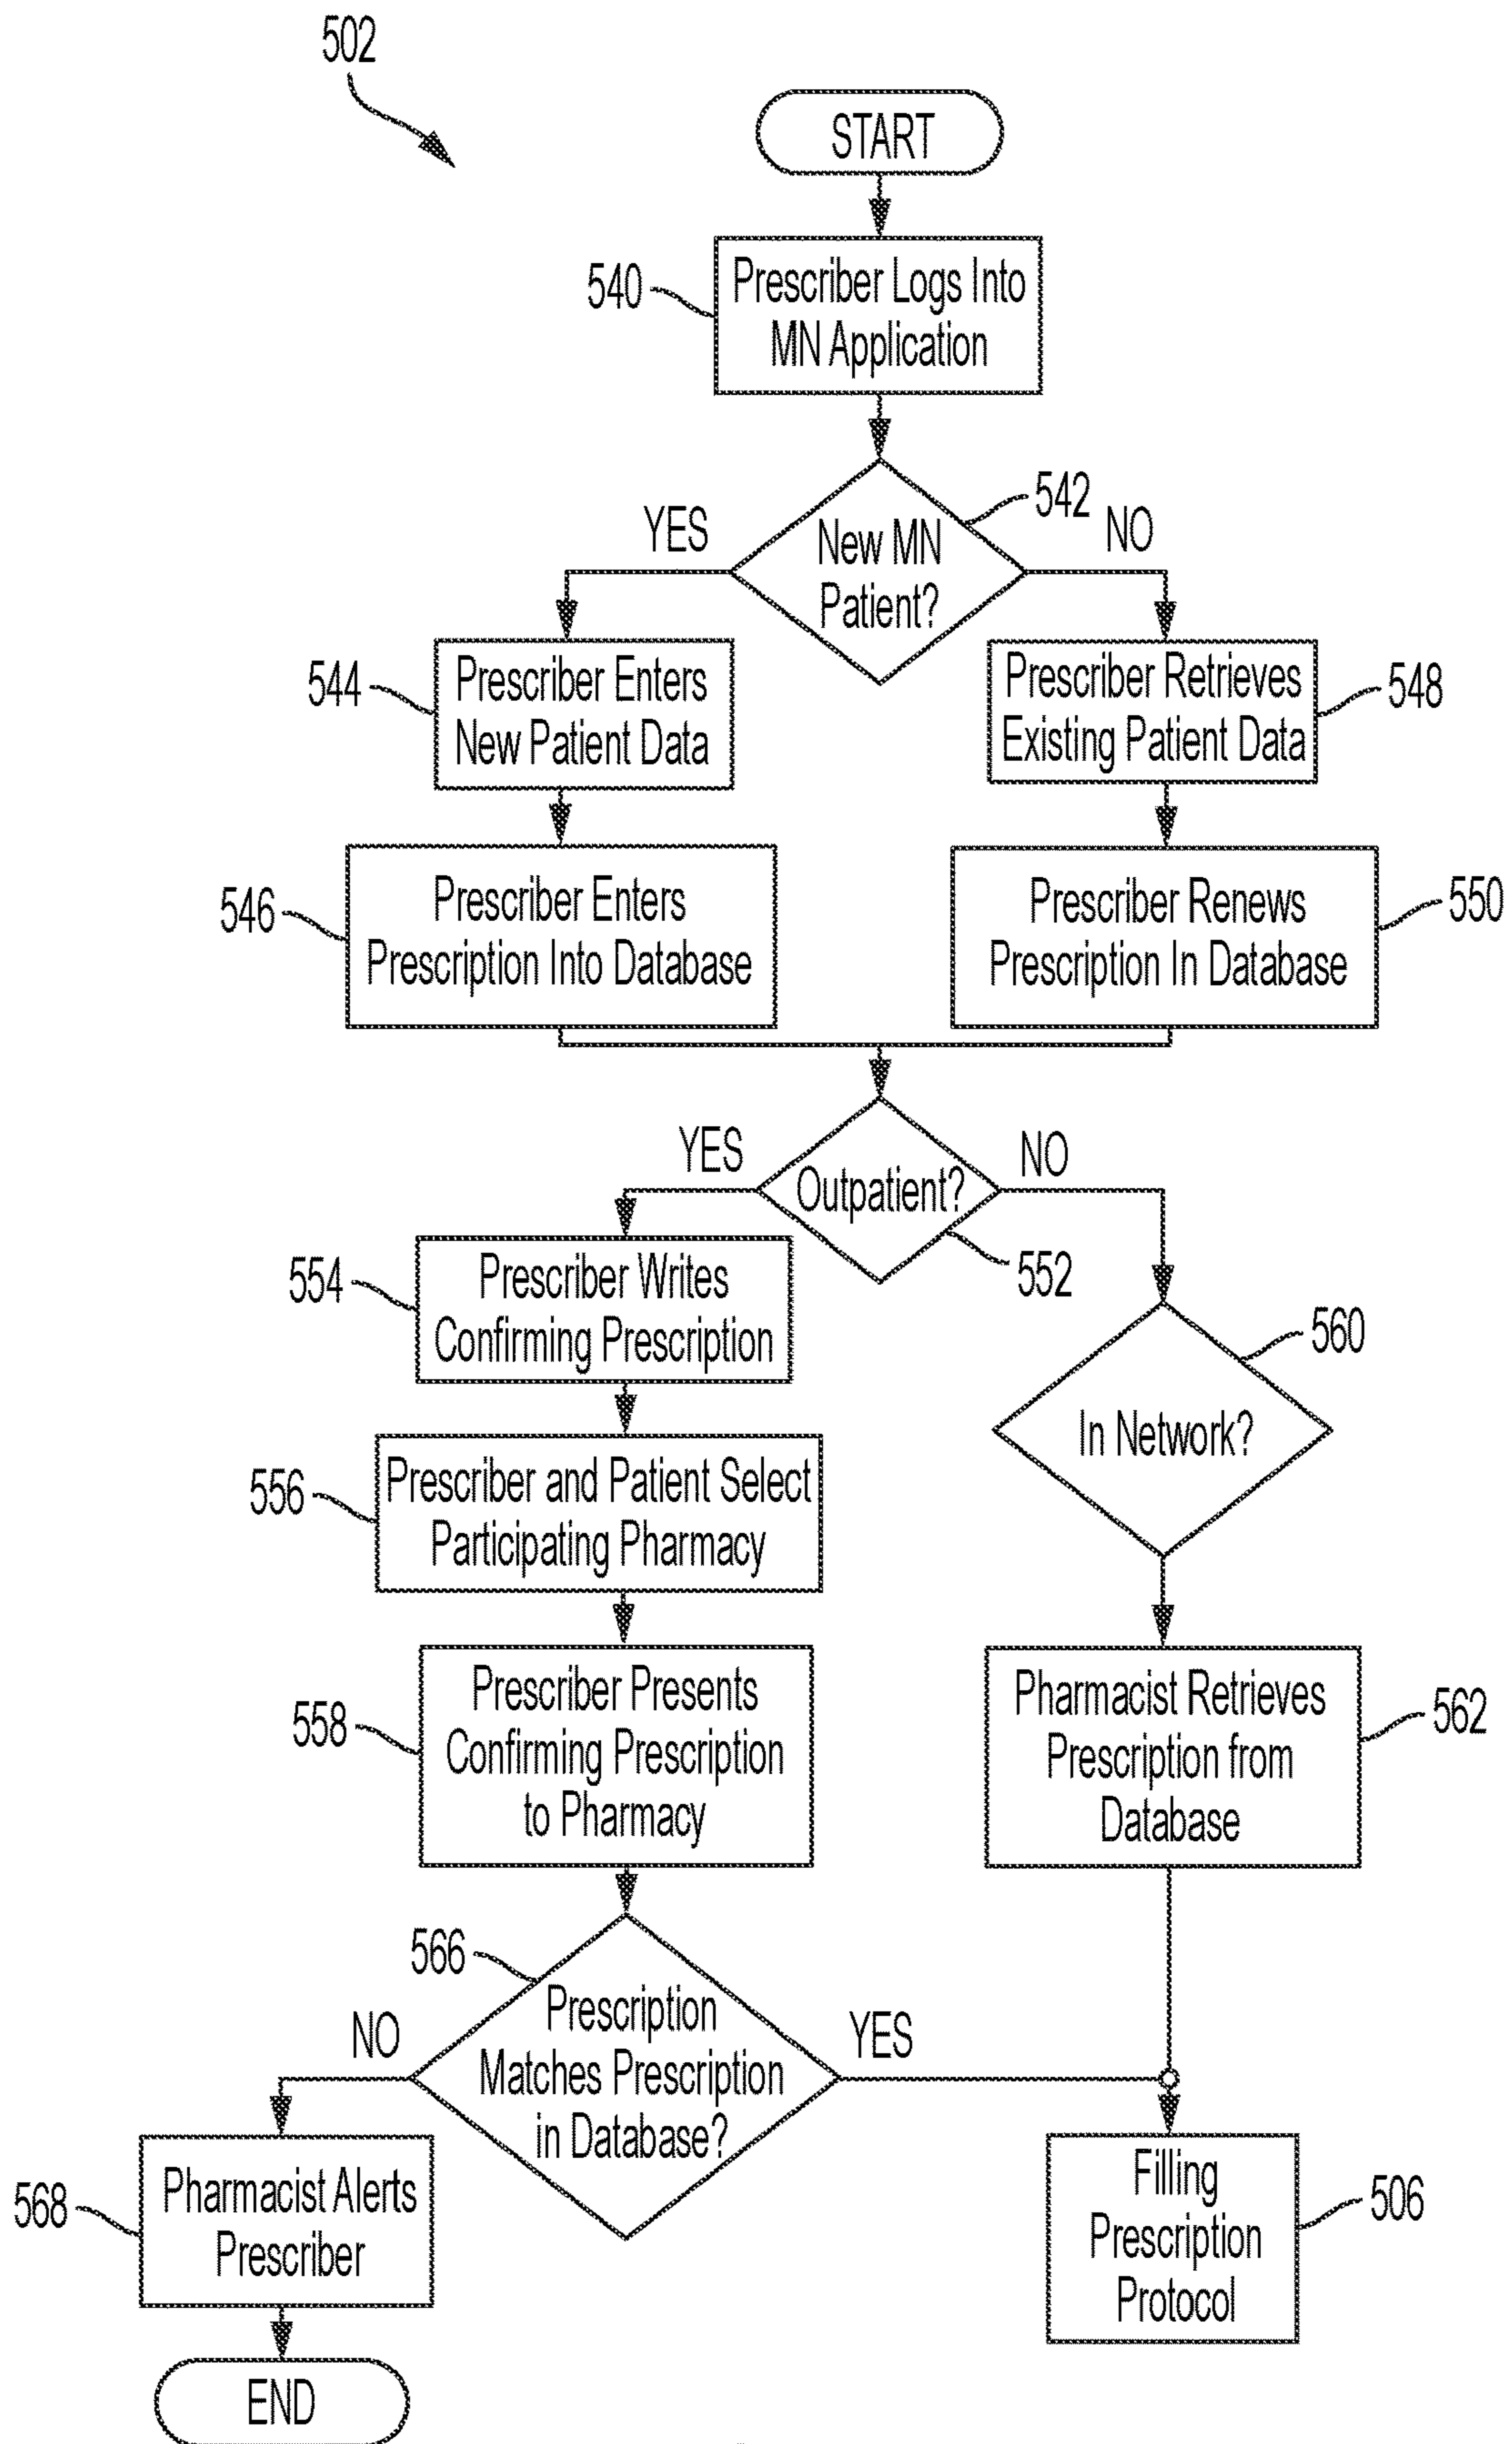 502
START
540
Prescriber Logs Into
MN Application
542
YES
NO
New MN
Patient?
544
Prescriber Enters
New Patient Data
Prescriber Retrieves
Existing Patient Data
548
546
Prescriber Enters
Prescription Into Database
Prescriber Renews
Prescription In Database
550
YES
NO
Outpatient?
552
554
Prescriber Writes
Confirming Prescription
560
In Network?
556
Prescriber and Patient Select
Participating Pharmacy
558
Prescriber Presents
Confirming Prescription
to Pharmacy
Pharmacist Retrieves
Prescription from
Database
562
566
NO
YES
Prescription
Matches Prescription
in Database?
568
Pharmacist Alerts
Prescriber
Filling
Prescription
Protocol
506
END